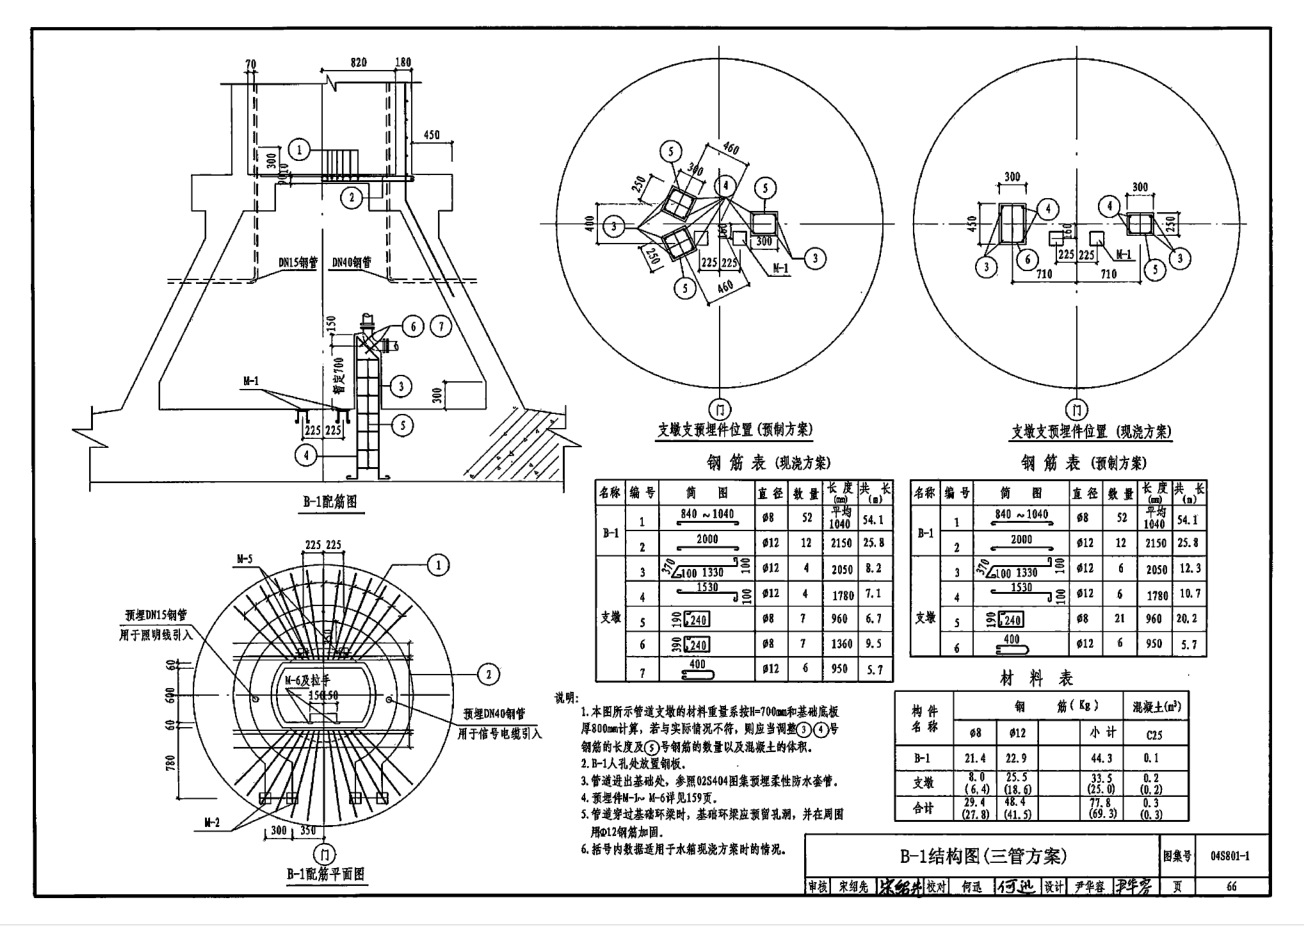 70
820
180
450
300
90
10
1
2
DN15钢管
DN40钢管
150
暂定700
6
7
3
5
4
300
M-1
225
225
B-1配筋图
M-5
225
225
1
预埋DN15钢管
用于照明线引入
60
600
60
780
M-6及拉手
150
50
2
预埋DN40钢管
用于信号电缆引入
M-2
300
350
门
B-1配筋平面图
5
460
300
4
5
250
400
3
160
250
300
3
225
225
M-1
5
460
门
支墩支预埋件位置(预制方案)
300
450
4
160
3
6
300
4
250
M-1
5
3
225
225
710
710
门
支墩支预埋件位置 (现浇方案)
钢筋表(现浇方案)
名称 编号 简图 直径 数量 长度(mm) 共长(m)
B-1 1 840~1040 φ8 52 平均1040 54.1
2 2000 φ12 12 2150 25.8
支墩 3 370 100 1330 100 φ12 4 2050 8.2
4 1530 100 φ12 4 1780 7.1
5 190 240 φ8 7 960 6.7
6 390 240 φ8 7 1360 9.5
7 400 φ12 6 950 5.7
钢筋表(预制方案)
名称 编号 简图 直径 数量 长度(mm) 共长(m)
B-1 1 840~1040 φ8 52 平均1040 54.1
2 2000 φ12 12 2150 25.8
支墩 3 370 100 1330 100 φ12 6 2050 12.3
4 1530 100 φ12 6 1780 10.7
5 190 240 φ8 21 960 20.2
6 400 φ12 6 950 5.7
材料表
构件名称 钢筋(Kg) 混凝土(m³)
φ8 φ12 小计 C25
B-1 21.4 22.9 44.3 0.1
支墩 8.0 25.5 33.5 0.2
(6.4) (18.6) (25.0) (0.2)
合计 29.4 48.4 77.8 0.3
(27.8) (41.5) (69.3) (0.3)
说明:
1.本图所示管道支墩的材料重量系按H=700mm和基础底板
厚800mm计算,若与实际情况不符,则应当调整③④号
钢筋的长度及⑤号钢筋的数量以及混凝土的体积。
2.B-1人孔处放置钢板。
3.管道进出基础处,参照02S404图集预埋柔性防水套管。
4.预埋件M-1~M-6详见159页。
5.管道穿过基础环梁时,基础环梁应预留孔洞,并在周围
用φ12钢筋加固。
6.括号内数据适用于水箱现浇方案时的情况。
B-1结构图(三管方案)
图集号 04S801-1
审核 宋绍先 宋绍先 校对 何迅 何迅 设计 尹华容 尹华容 页 66